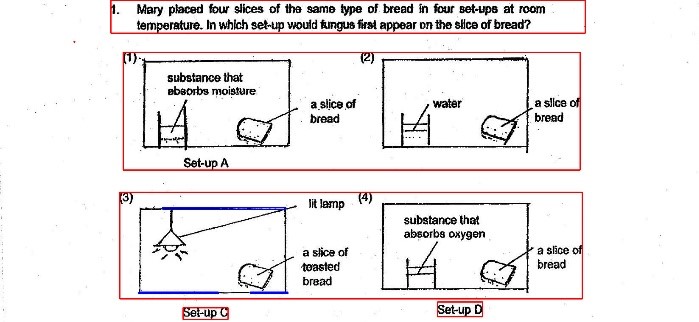 1. Mary placed four slices of the same type of bread in four set-ups at room
temperature. In which set-up would fungus first appear on the slice of bread?
(1)
substance that
absorbs moisture
a slice of
bread
Set-up A
(2)
water
a slice of
bread
(3)
lit lamp
a slice of
toasted
bread
Set-up C
(4)
substance that
absorbs oxygen
a slice of
bread
Set-up D